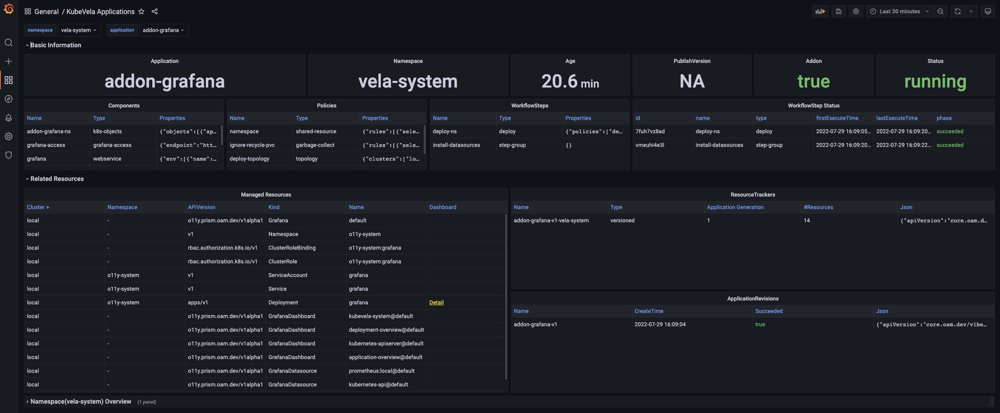 General / KubeVela Applications
Last 30 minutes
namespace vela-system application addon-grafana
Basic Information
Application
addon-grafana
Namespace
vela-system
Age
20.6 min
PublishVersion
NA
Addon
true
Status
running
Components
Name Type Properties
addon-grafana-ns k8s-objects {"objects":[{"ap...
grafana-access grafana-access {"endpoint":"htt...
grafana webservice {"env":[{"name":...
Policies
Name Type Properties
namespace shared-resource {"rules":[{"sele...
ignore-recycle-pvc garbage-collect {"rules":[{"sele...
deploy-topology topology {"clusters":["lo...
WorkflowSteps
Name Type Properties
deploy-ns deploy {"policies":["de...
install-datasources step-group {}
WorkflowStep Status
id name type firstExecuteTime lastExecuteTime phase
7fuh7vz8ad deploy-ns deploy 2022-07-29 16:09:05... 2022-07-29 16:09:20... succeeded
vmeuhi4e3l install-datasources step-group 2022-07-29 16:09:20... 2022-07-29 16:09:22... succeeded
Related Resources
Managed Resources
Cluster Namespace APIVersion Kind Name Dashboard
local - o11y.prism.oam.dev/v1alpha1 Grafana default
local - v1 Namespace o11y-system
local - rbac.authorization.k8s.io/v1 ClusterRoleBinding o11y-system:grafana
local - rbac.authorization.k8s.io/v1 ClusterRole o11y-system:grafana
local o11y-system v1 ServiceAccount grafana
local o11y-system v1 Service grafana
local o11y-system apps/v1 Deployment grafana Detail
local - o11y.prism.oam.dev/v1alpha1 GrafanaDashboard kubevela-system@default
local - o11y.prism.oam.dev/v1alpha1 GrafanaDashboard deployment-overview@default
local - o11y.prism.oam.dev/v1alpha1 GrafanaDashboard kubernetes-apiserver@default
local - o11y.prism.oam.dev/v1alpha1 GrafanaDashboard application-overview@default
local - o11y.prism.oam.dev/v1alpha1 GrafanaDatasource prometheus:local@default
local - o11y.prism.oam.dev/v1alpha1 GrafanaDatasource kubernetes-api@default
ResourceTrackers
Name Type Application Generation #Resources Json
addon-grafana-v1-vela-system versioned 1 14 {"apiVersion":"core.oam.d...
ApplicationRevisions
Name CreateTime Succeeded Json
addon-grafana-v1 2022-07-29 16:09:04 true {"apiVersion":"core.oam.dev/v1be...
Namespace(vela-system) Overview (1 panel)